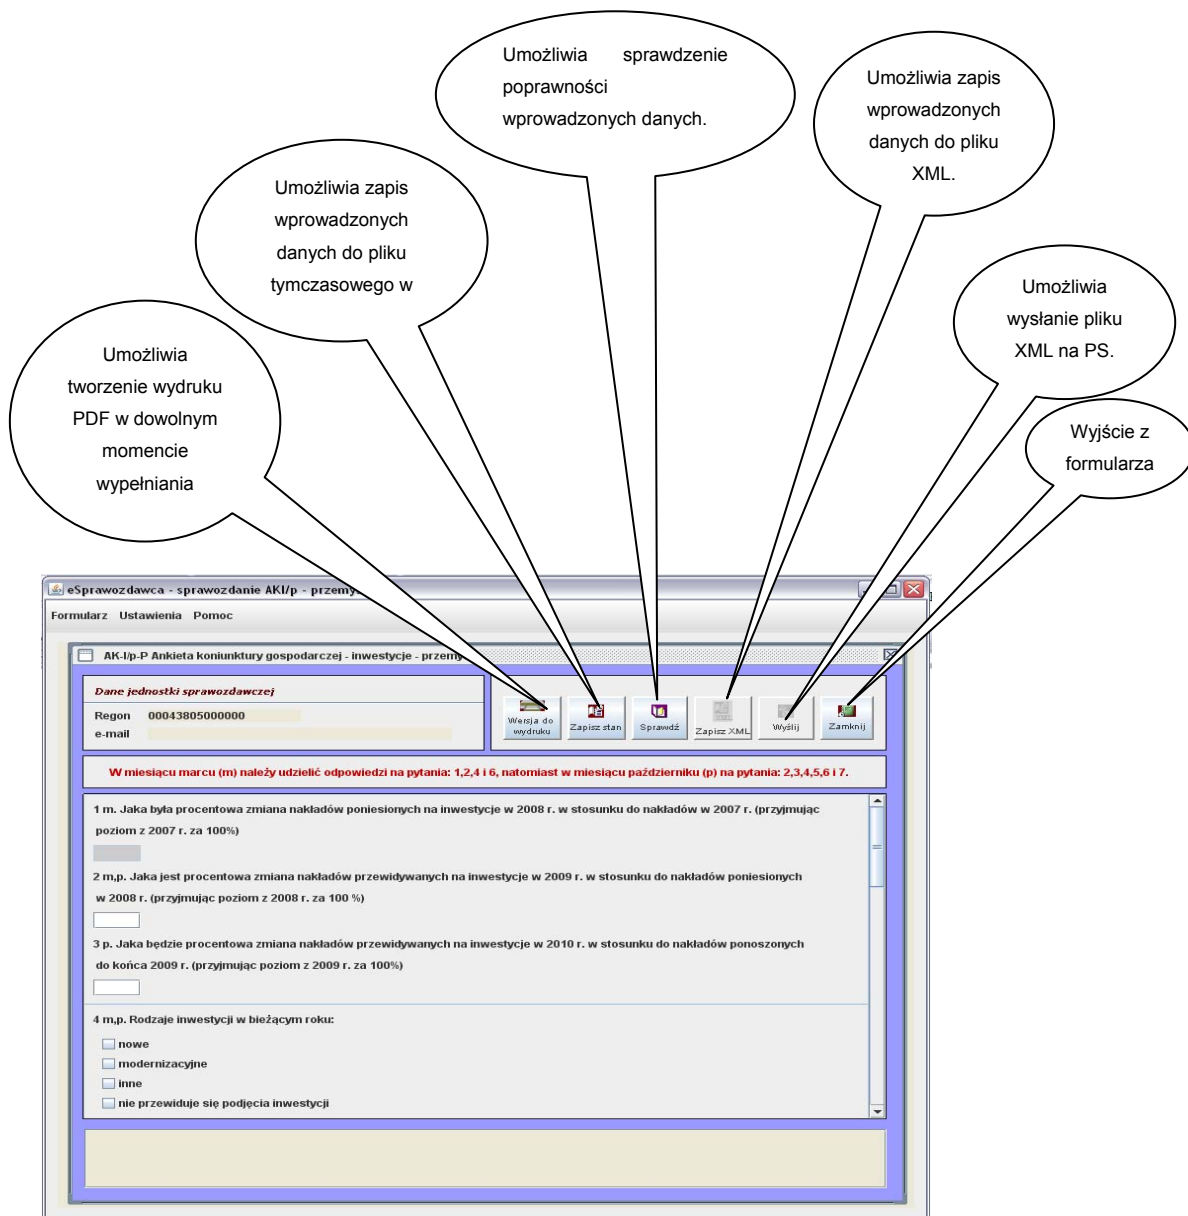 Umożliwia sprawdzenie
poprawności
wprowadzonych danych.
Umożliwia zapis
wprowadzonych
danych do pliku
XML.
Umożliwia zapis
wprowadzonych
danych do pliku
tymczasowego w
Umożliwia
wysłanie pliku
XML na PS.
Umożliwia
tworzenie wydruku
PDF w dowolnym
momencie
wypełniania
Wyjście z
formularza
eSprawozdawca - sprawozdanie AKI/p - przemy
Formularz Ustawienia Pomoc
AK-I/p-P Ankieta koniunktury gospodarczej - inwestycje - przemy
Dane jednostki sprawozdawczej
Regon 00043805000000
e-mail
Wersja do
wydruku
Zapisz stan
Sprawdź
Zapisz XML
Wyślij
Zamknij
W miesiącu marcu (m) należy udzielić odpowiedzi na pytania: 1,2,4 i 6, natomiast w miesiącu październiku (p) na pytania: 2,3,4,5,6 i 7.
1 m. Jaka była procentowa zmiana nakładów poniesionych na inwestycje w 2008 r. w stosunku do nakładów w 2007 r. (przyjmując
poziom z 2007 r. za 100%)
2 m,p. Jaka jest procentowa zmiana nakładów przewidywanych na inwestycje w 2009 r. w stosunku do nakładów poniesionych
w 2008 r. (przyjmując poziom z 2008 r. za 100 %)
3 p. Jaka będzie procentowa zmiana nakładów przewidywanych na inwestycje w 2010 r. w stosunku do nakładów ponoszonych
do końca 2009 r. (przyjmując poziom z 2009 r. za 100%)
4 m,p. Rodzaje inwestycji w bieżącym roku:
nowe
modernizacyjne
inne
nie przewiduje się podjęcia inwestycji